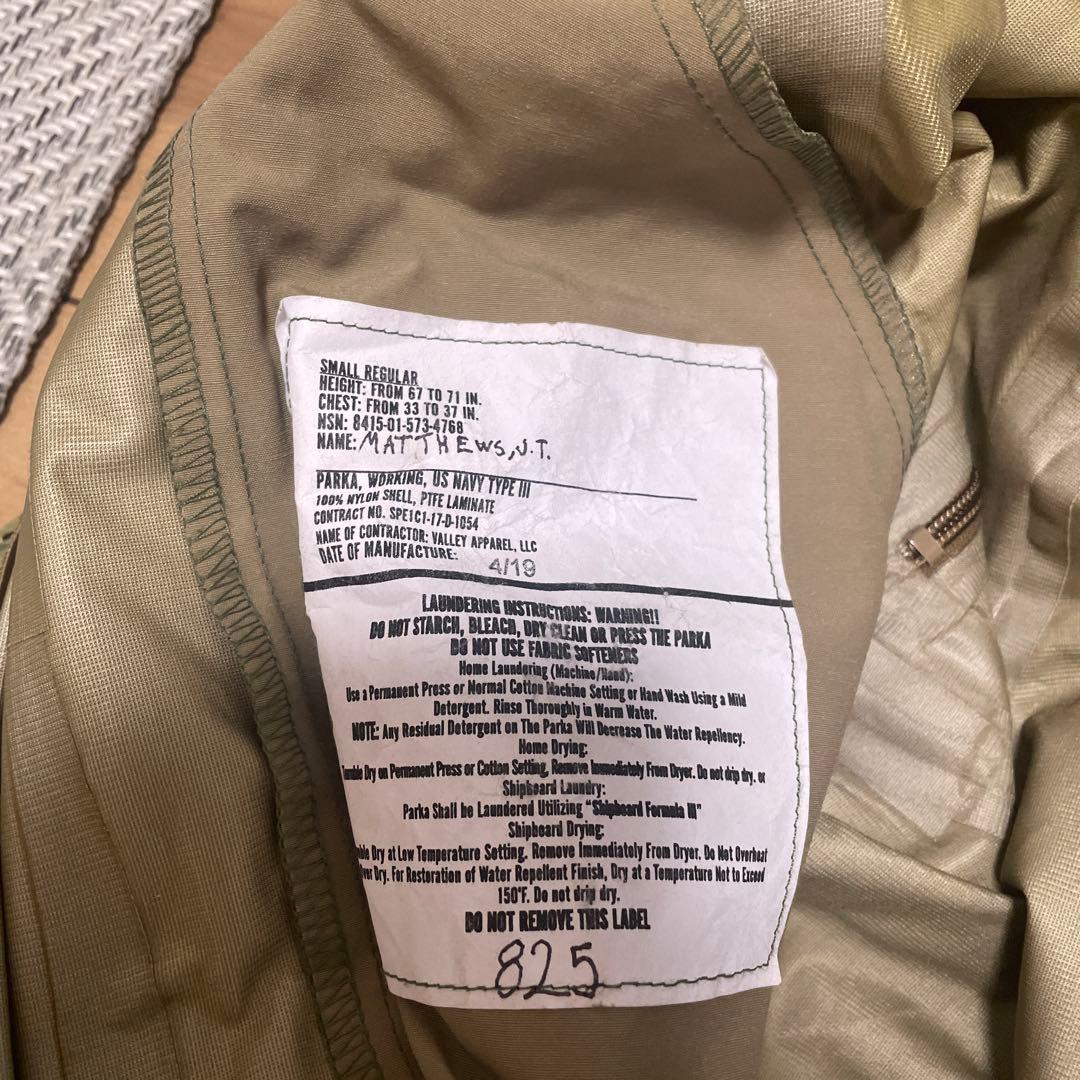 SMALL REGULAR
HEIGHT: FROM 67 TO 71 IN.
CHEST: FROM 33 TO 37 IN.
NSN: 8415-01-573-4768
NAME: MATTHEWS, J.T.
PARKA, WORKING, US NAVY TYPE III
100% NYLON SHELL, PTFE LAMINATE
CONTRACT NO. SPE1C1-17-D-1054
NAME OF CONTRACTOR: VALLEY APPAREL, LLC
DATE OF MANUFACTURE: 4/19
LAUNDERING INSTRUCTIONS: WARNING!!
DO NOT STARCH, BLEACH, DRY CLEAN OR PRESS THE PARKA
DO NOT USE FABRIC SOFTENERS
Home Laundering (Machine/Hand):
Use a Permanent Press or Normal Cotton Machine Setting or Hand Wash Using a Mild
Detergent. Rinse Thoroughly in Warm Water.
NOTE: Any Residual Detergent on The Parka Will Decrease The Water Repellency.
Home Drying:
Dry on Permanent Press or Cotton Setting, Remove Immediately From Dryer. Do not drip dry. or
Shipboard Laundry:
Parka Shall be Laundered Utilizing "Shipboard Formula III"
Shipboard Drying:
Dry at Low Temperature Setting. Remove Immediately From Dryer. Do Not Overheat
Dry. For Restoration of Water Repellent Finish, Dry at a Temperature Not to Exceed
150°F. Do not drip dry.
DO NOT REMOVE THIS LABEL
825